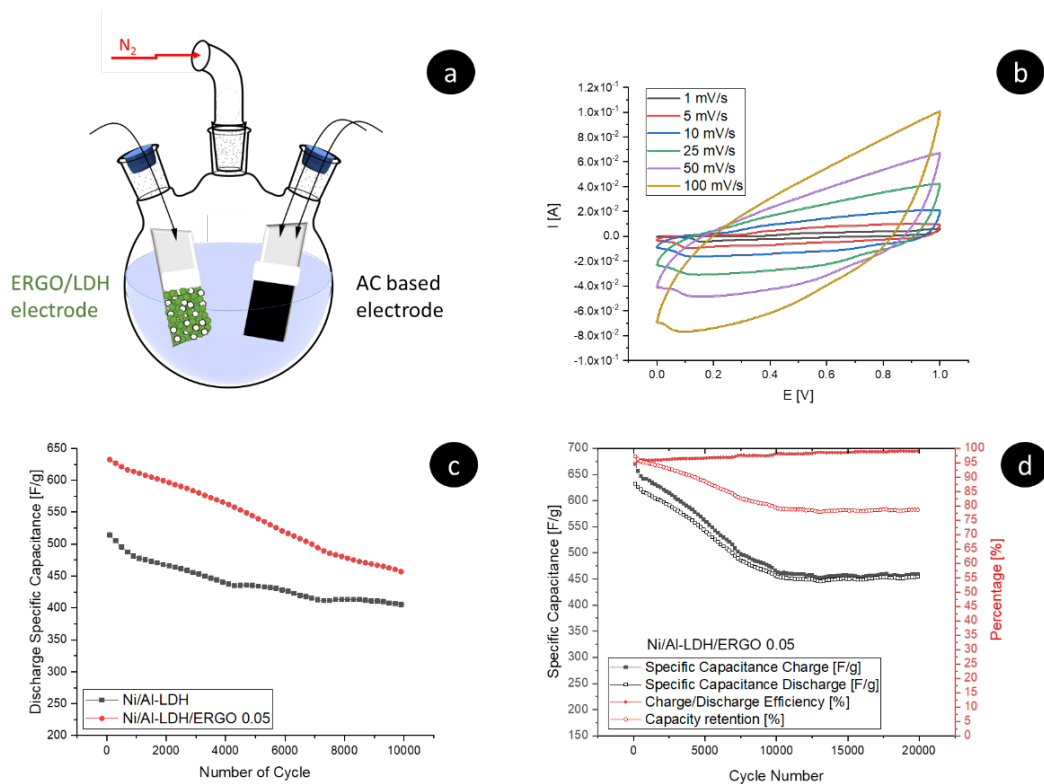 N2
a
ERGO/LDH
electrode
AC based
electrode
b
1 mV/s
5 mV/s
10 mV/s
25 mV/s
50 mV/s
100 mV/s
1.2x10-1
1.0x10-1
8.0x10-2
6.0x10-2
4.0x10-2
2.0x10-2
0.0
-2.0x10-2
-4.0x10-2
-6.0x10-2
-8.0x10-2
-1.0x10-1
I [A]
0.0 0.2 0.4 0.6 0.8 1.0
E [V]
c
650
600
550
500
450
400
350
300
250
200
Discharge Specific Capacitance [F/g]
Ni/Al-LDH
Ni/Al-LDH/ERGO 0.05
0 2000 4000 6000 8000 10000
Number of Cycle
d
700
650
600
550
500
450
400
350
300
250
200
150
Specific Capacitance [F/g]
Ni/Al-LDH/ERGO 0.05
Specific Capacitance Charge [F/g]
Specific Capacitance Discharge [F/g]
Charge/Discharge Efficiency [%]
Capacity retention [%]
100
95
90
85
80
75
70
65
60
55
50
45
40
35
30
25
20
15
10
5
0
Percentage [%]
0 5000 10000 15000 20000
Cycle Number